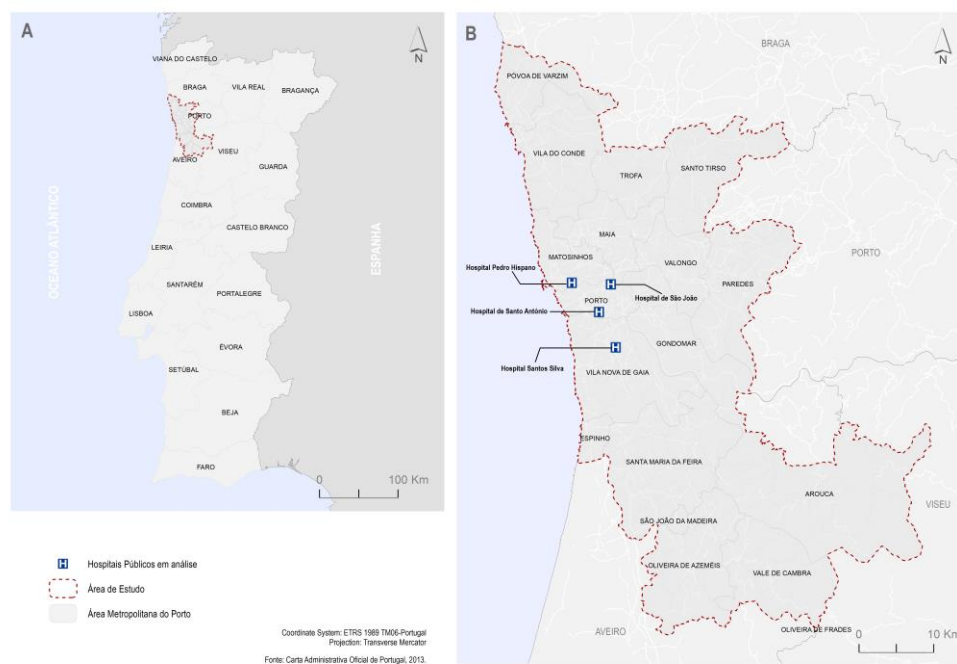 A
N
VIANA DO CASTELO
BRAGA
VILA REAL
BRAGANÇA
PORTO
VISEU
AVEIRO
GUARDA
COIMBRA
CASTELO BRANCO
LEIRIA
SANTARÉM
PORTALEGRE
LISBOA
ÉVORA
SETÚBAL
BEJA
FARO
OCEANO ATLÂNTICO
ESPANHA
0 100 Km
H Hospitais Públicos em análise
Área de Estudo
Área Metropolitana do Porto
Coordinate System: ETRS 1989 TM06-Portugal
Projection: Transverse Mercator
Fonte: Carta Administrativa Oficial de Portugal, 2013.
B
N
BRAGA
PÓVOA DE VARZIM
VILA DO CONDE
SANTO TIRSO
TROFA
MAIA
PORTO
MATOSINHOS
VALONGO
Hospital Pedro Hispano
H
H
PAREDES
Hospital de São João
PORTO
Hospital de Santo António
H
GONDOMAR
H
Hospital Santos Silva
VILA NOVA DE GAIA
ESPINHO
SANTA MARIA DA FEIRA
AROUCA
VISEU
SÃO JOÃO DA MADEIRA
OLIVEIRA DE AZEMÉIS
VALE DE CAMBRA
AVEIRO
OLIVEIRA DE FRADES
0 10 Km